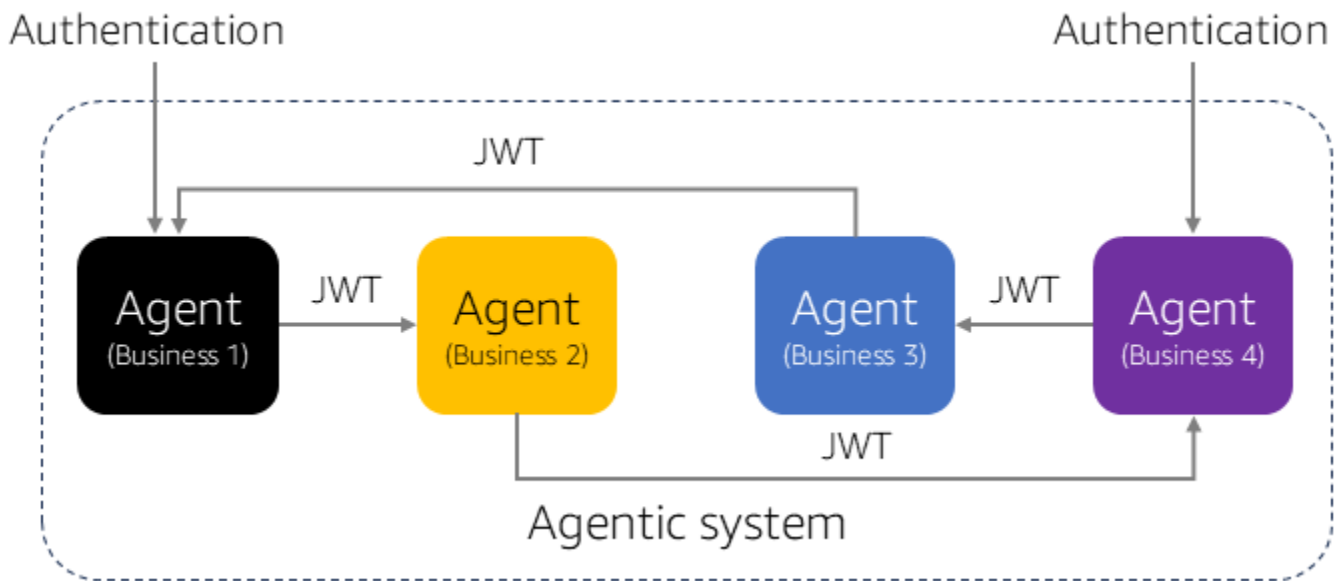 Authentication
Authentication
JWT
Agent
(Business 1)
JWT
Agent
(Business 2)
Agent
(Business 3)
JWT
Agent
(Business 4)
JWT
Agentic system